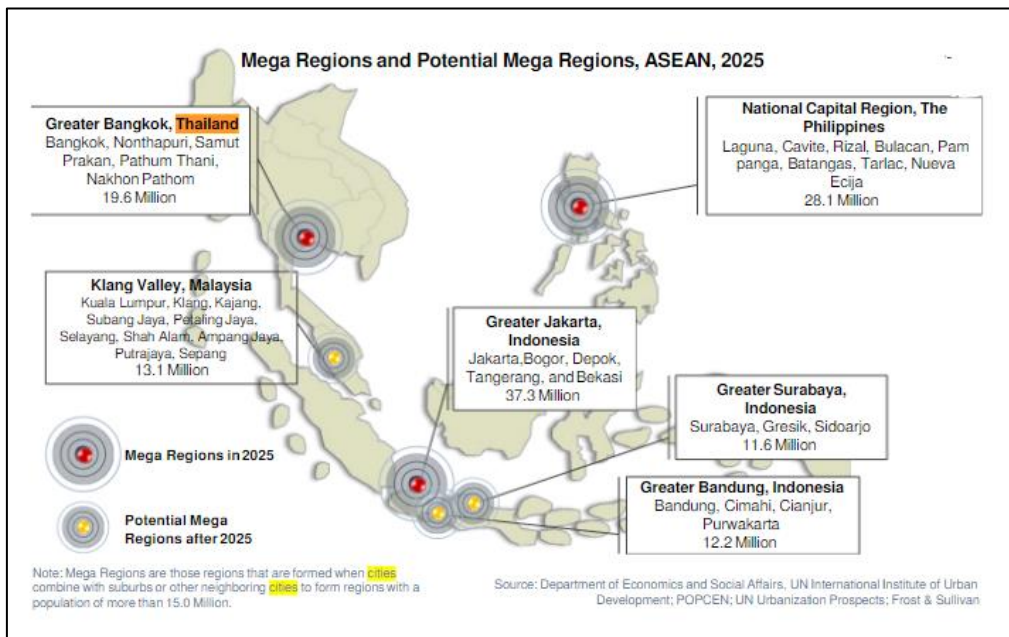 Mega Regions and Potential Mega Regions, ASEAN, 2025
Greater Bangkok, Thailand
Bangkok, Nonthapuri, Samut
Prakan, Pathum Thani,
Nakhon Pathom
19.6 Million
National Capital Region, The
Philippines
Laguna, Cavite, Rizal, Bulacan, Pam
panga, Batangas, Tarlac, Nueva
Ecija
28.1 Million
Klang Valley, Malaysia
Kuala Lumpur, Klang, Kajang,
Subang Jaya, Petaling Jaya,
Selayang, Shah Alam, Ampang Jaya,
Putrajaya, Sepang
13.1 Million
Greater Jakarta,
Indonesia
Jakarta,Bogor, Depok,
Tangerang, and Bekasi
37.3 Million
Greater Surabaya,
Indonesia
Surabaya, Gresik, Sidoarjo
11.6 Million
Greater Bandung, Indonesia
Bandung, Cimahi, Cianjur,
Purwakarta
12.2 Million
Mega Regions in 2025
Potential Mega
Regions after 2025
Note: Mega Regions are those regions that are formed when cities
combine with suburbs or other neighboring cities to form regions with a
population of more than 15.0 Million.
Source: Department of Economics and Social Affairs, UN International Institute of Urban
Development; POPCEN; UN Urbanization Prospects; Frost & Sullivan